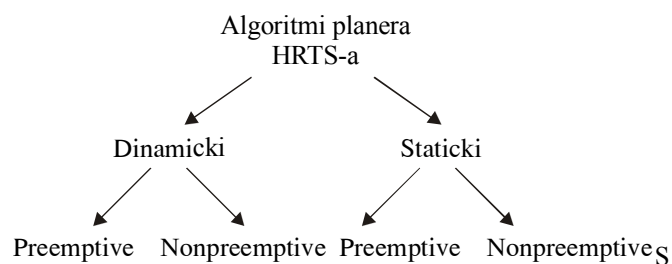 Algoritmi planera
HRTS-a
Dinamicki Staticki
Preemptive Nonpreemptive Preemptive Nonpreemptive S